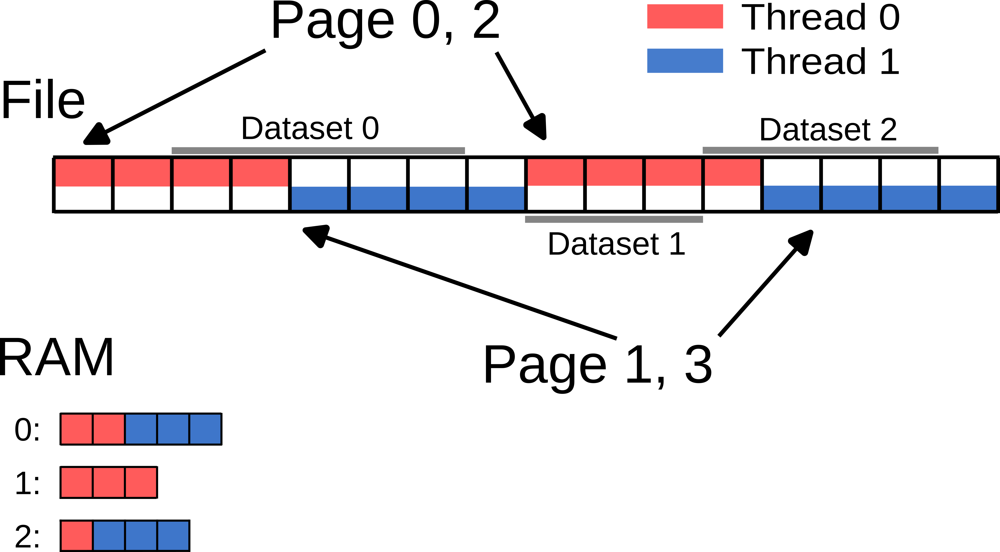 Page 0, 2
Thread 0
Thread 1
File
Dataset 0
Dataset 2
Dataset 1
RAM
Page 1, 3
0:
1:
2: